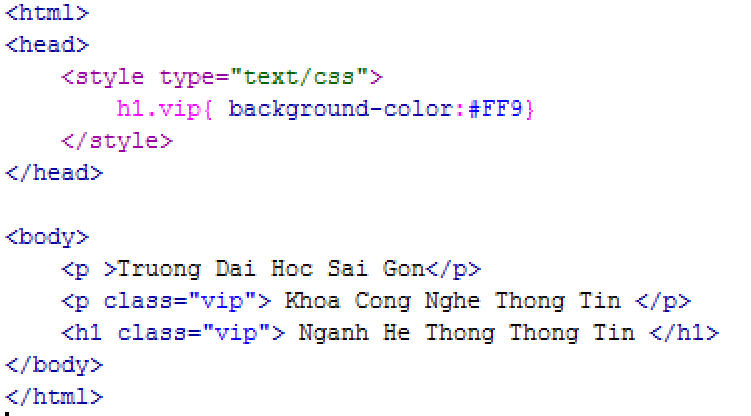 <html>
<head>
<style type="text/css">
h1.vip{ background-color:#FF9}
</style>
</head>
<body>
<p >Truong Dai Hoc Sai Gon</p>
<p class="vip"> Khoa Cong Nghe Thong Tin </p>
<h1 class="vip"> Nganh He Thong Thong Tin </h1>
</body>
</html>